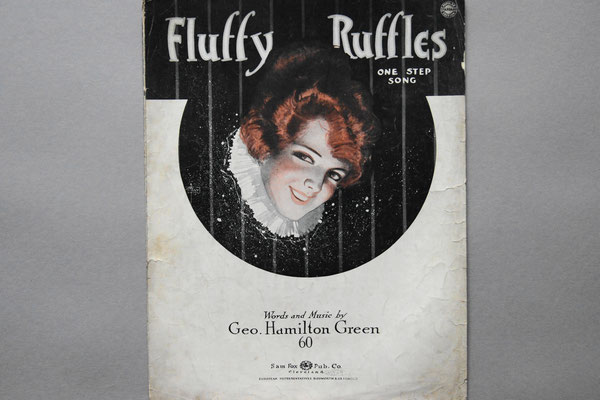 Fluffy Ruffles
ONE STEP
SONG
Words and Music by
Geo. Hamilton Green
60
Sam Fox Pub. Co.
Cleveland